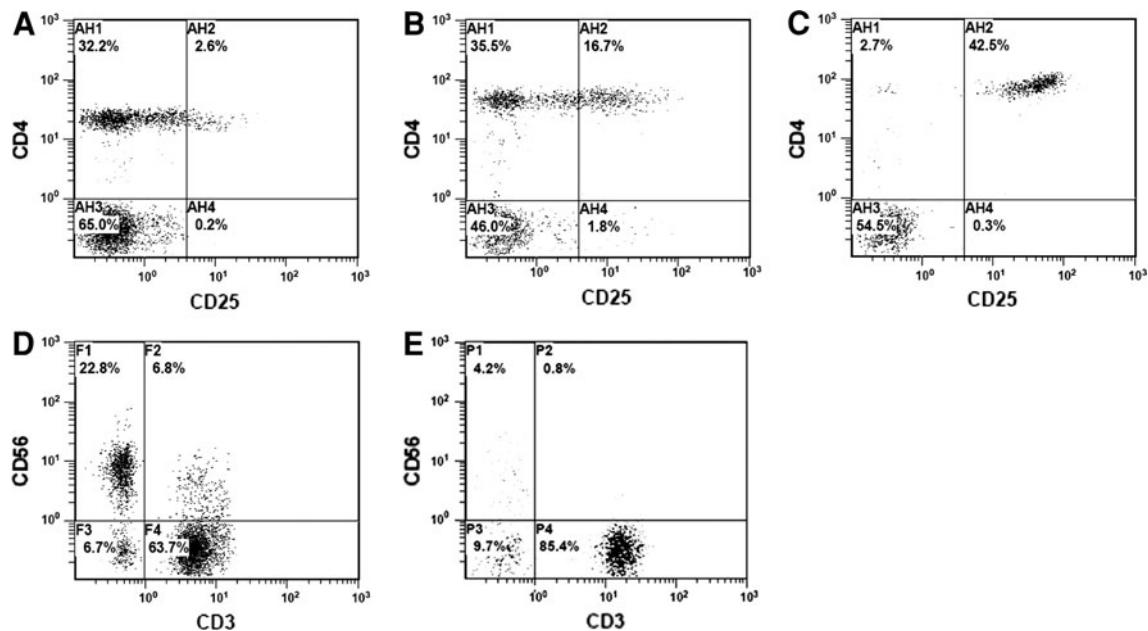 A
10³
AH1 AH2
32.2% 2.6%
10²
CD4
10¹
10⁰
AH3 AH4
65.0% 0.2%
10⁰ 10¹ 10² 10³
CD25
B
10³
AH1 AH2
35.5% 16.7%
10²
CD4
10¹
10⁰
AH3 AH4
46.0% 1.8%
10⁰ 10¹ 10² 10³
CD25
C
10³
AH1 AH2
2.7% 42.5%
10²
CD4
10¹
10⁰
AH3 AH4
54.5% 0.3%
10⁰ 10¹ 10² 10³
CD25
D
10³
F1 F2
22.8% 6.8%
10²
CD56
10¹
10⁰
F3 F4
6.7% 63.7%
10⁰ 10¹ 10² 10³
CD3
E
10³
P1 P2
4.2% 0.8%
10²
CD56
10¹
10⁰
P3 P4
9.7% 85.4%
10⁰ 10¹ 10² 10³
CD3